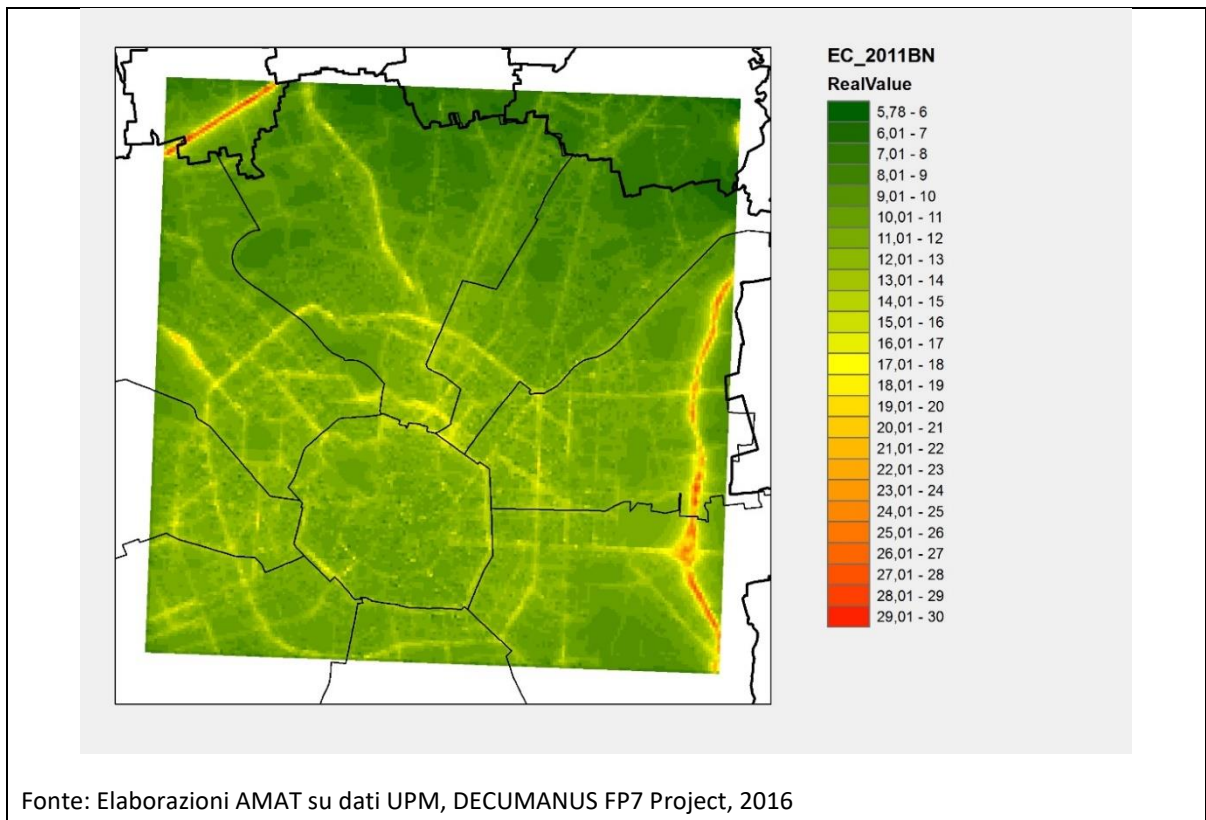 EC_2011BN
RealValue
5,78 - 6
6,01 - 7
7,01 - 8
8,01 - 9
9,01 - 10
10,01 - 11
11,01 - 12
12,01 - 13
13,01 - 14
14,01 - 15
15,01 - 16
16,01 - 17
17,01 - 18
18,01 - 19
19,01 - 20
20,01 - 21
21,01 - 22
22,01 - 23
23,01 - 24
24,01 - 25
25,01 - 26
26,01 - 27
27,01 - 28
28,01 - 29
29,01 - 30
Fonte: Elaborazioni AMAT su dati UPM, DECUMANUS FP7 Project, 2016